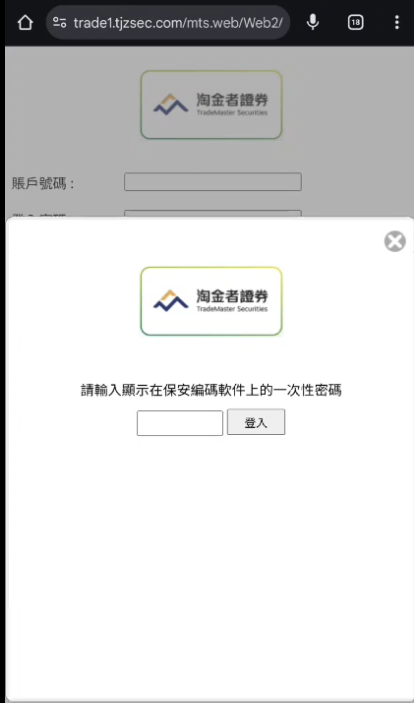 trade1.tjzsec.com/mts.web/Web2/
18
淘金者證券
TradeMaster Securities
賬戶號碼 :
淘金者證券
TradeMaster Securities
請輸入顯示在保安編碼軟件上的一次性密碼
登入